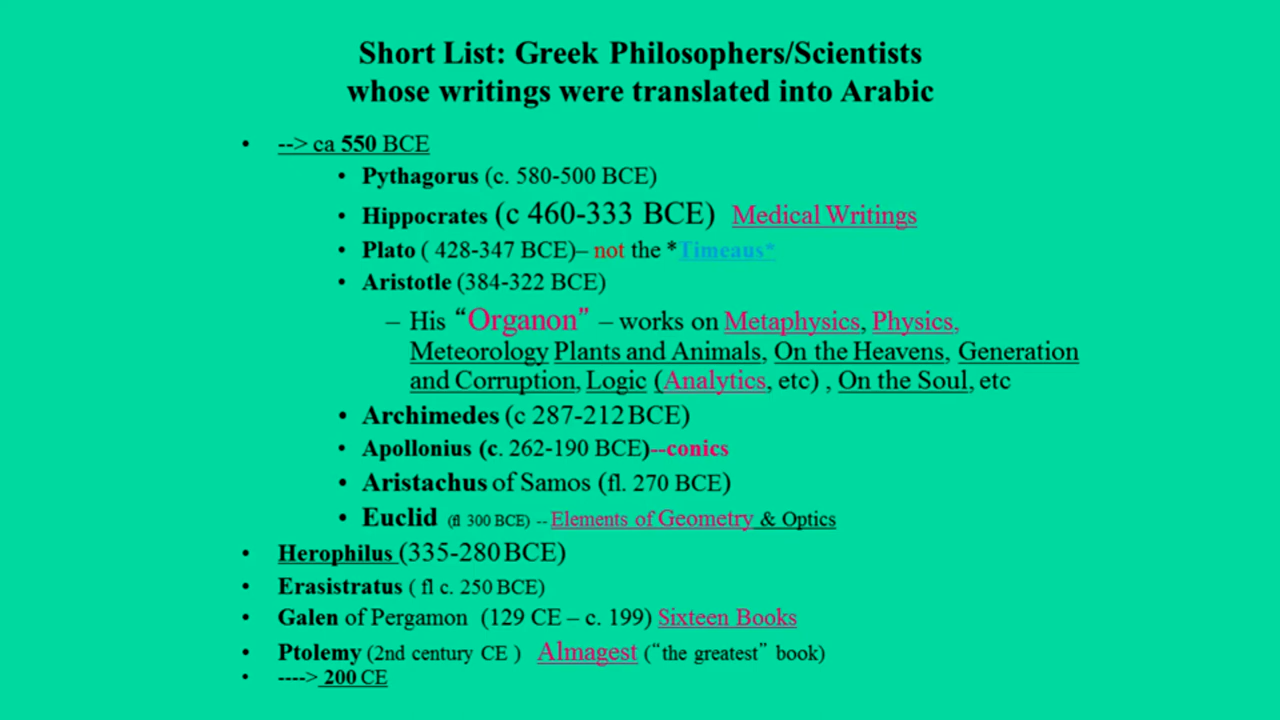 Short List: Greek Philosophers/Scientists
whose writings were translated into Arabic
• --> ca 550 BCE
• Pythagorus (c. 580-500 BCE)
• Hippocrates (c 460-333 BCE) Medical Writings
• Plato ( 428-347 BCE)– not the *Timeaus*
• Aristotle (384-322 BCE)
– His “Organon” – works on Metaphysics, Physics,
Meteorology Plants and Animals, On the Heavens, Generation
and Corruption, Logic (Analytics, etc) , On the Soul, etc
• Archimedes (c 287-212 BCE)
• Apollonius (c. 262-190 BCE)--conics
• Aristachus of Samos (fl. 270 BCE)
• Euclid (fl 300 BCE) -- Elements of Geometry & Optics
• Herophilus (335-280 BCE)
• Erasistratus ( fl c. 250 BCE)
• Galen of Pergamon (129 CE – c. 199) Sixteen Books
• Ptolemy (2nd century CE ) Almagest (“the greatest” book)
• ----> 200 CE